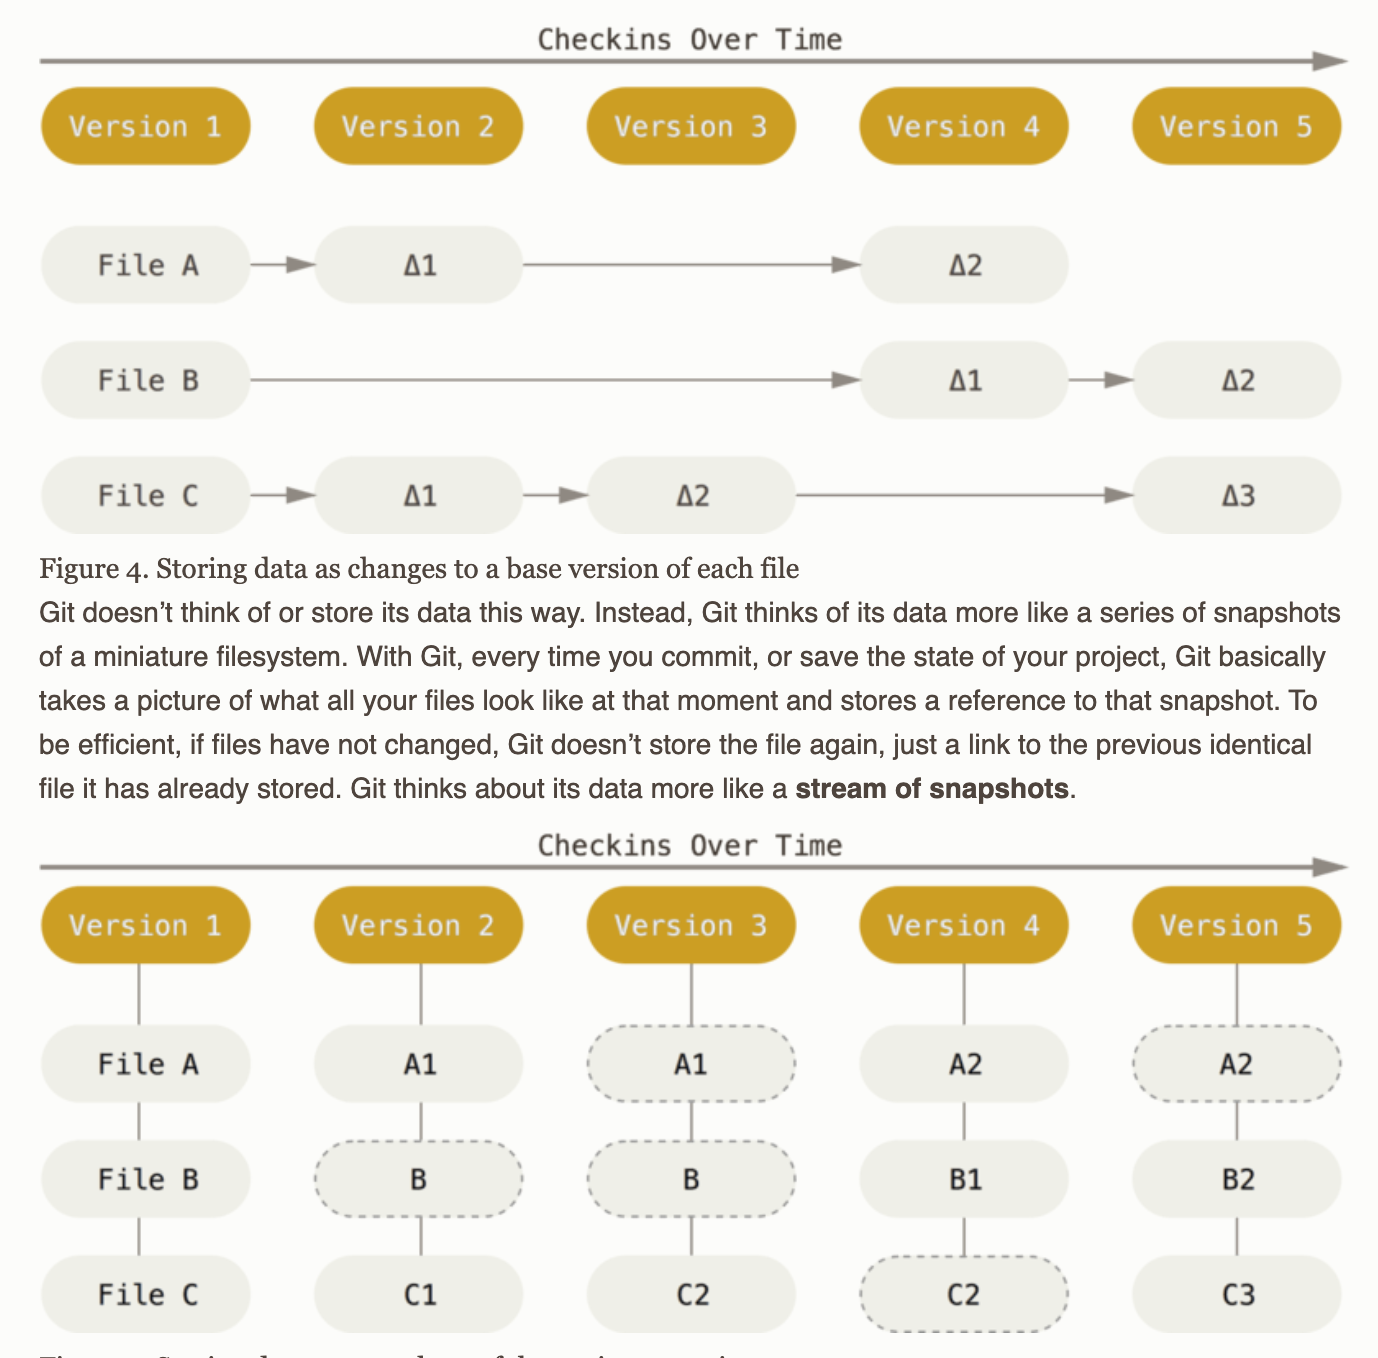 Checkins Over Time
Version 1 Version 2 Version 3 Version 4 Version 5
File A Δ1 Δ2
File B Δ1 Δ2
File C Δ1 Δ2 Δ3
Figure 4. Storing data as changes to a base version of each file
Git doesn’t think of or store its data this way. Instead, Git thinks of its data more like a series of snapshots
of a miniature filesystem. With Git, every time you commit, or save the state of your project, Git basically
takes a picture of what all your files look like at that moment and stores a reference to that snapshot. To
be efficient, if files have not changed, Git doesn’t store the file again, just a link to the previous identical
file it has already stored. Git thinks about its data more like a stream of snapshots.
Checkins Over Time
Version 1 Version 2 Version 3 Version 4 Version 5
File A A1 A1 A2 A2
File B B B B1 B2
File C C1 C2 C2 C3